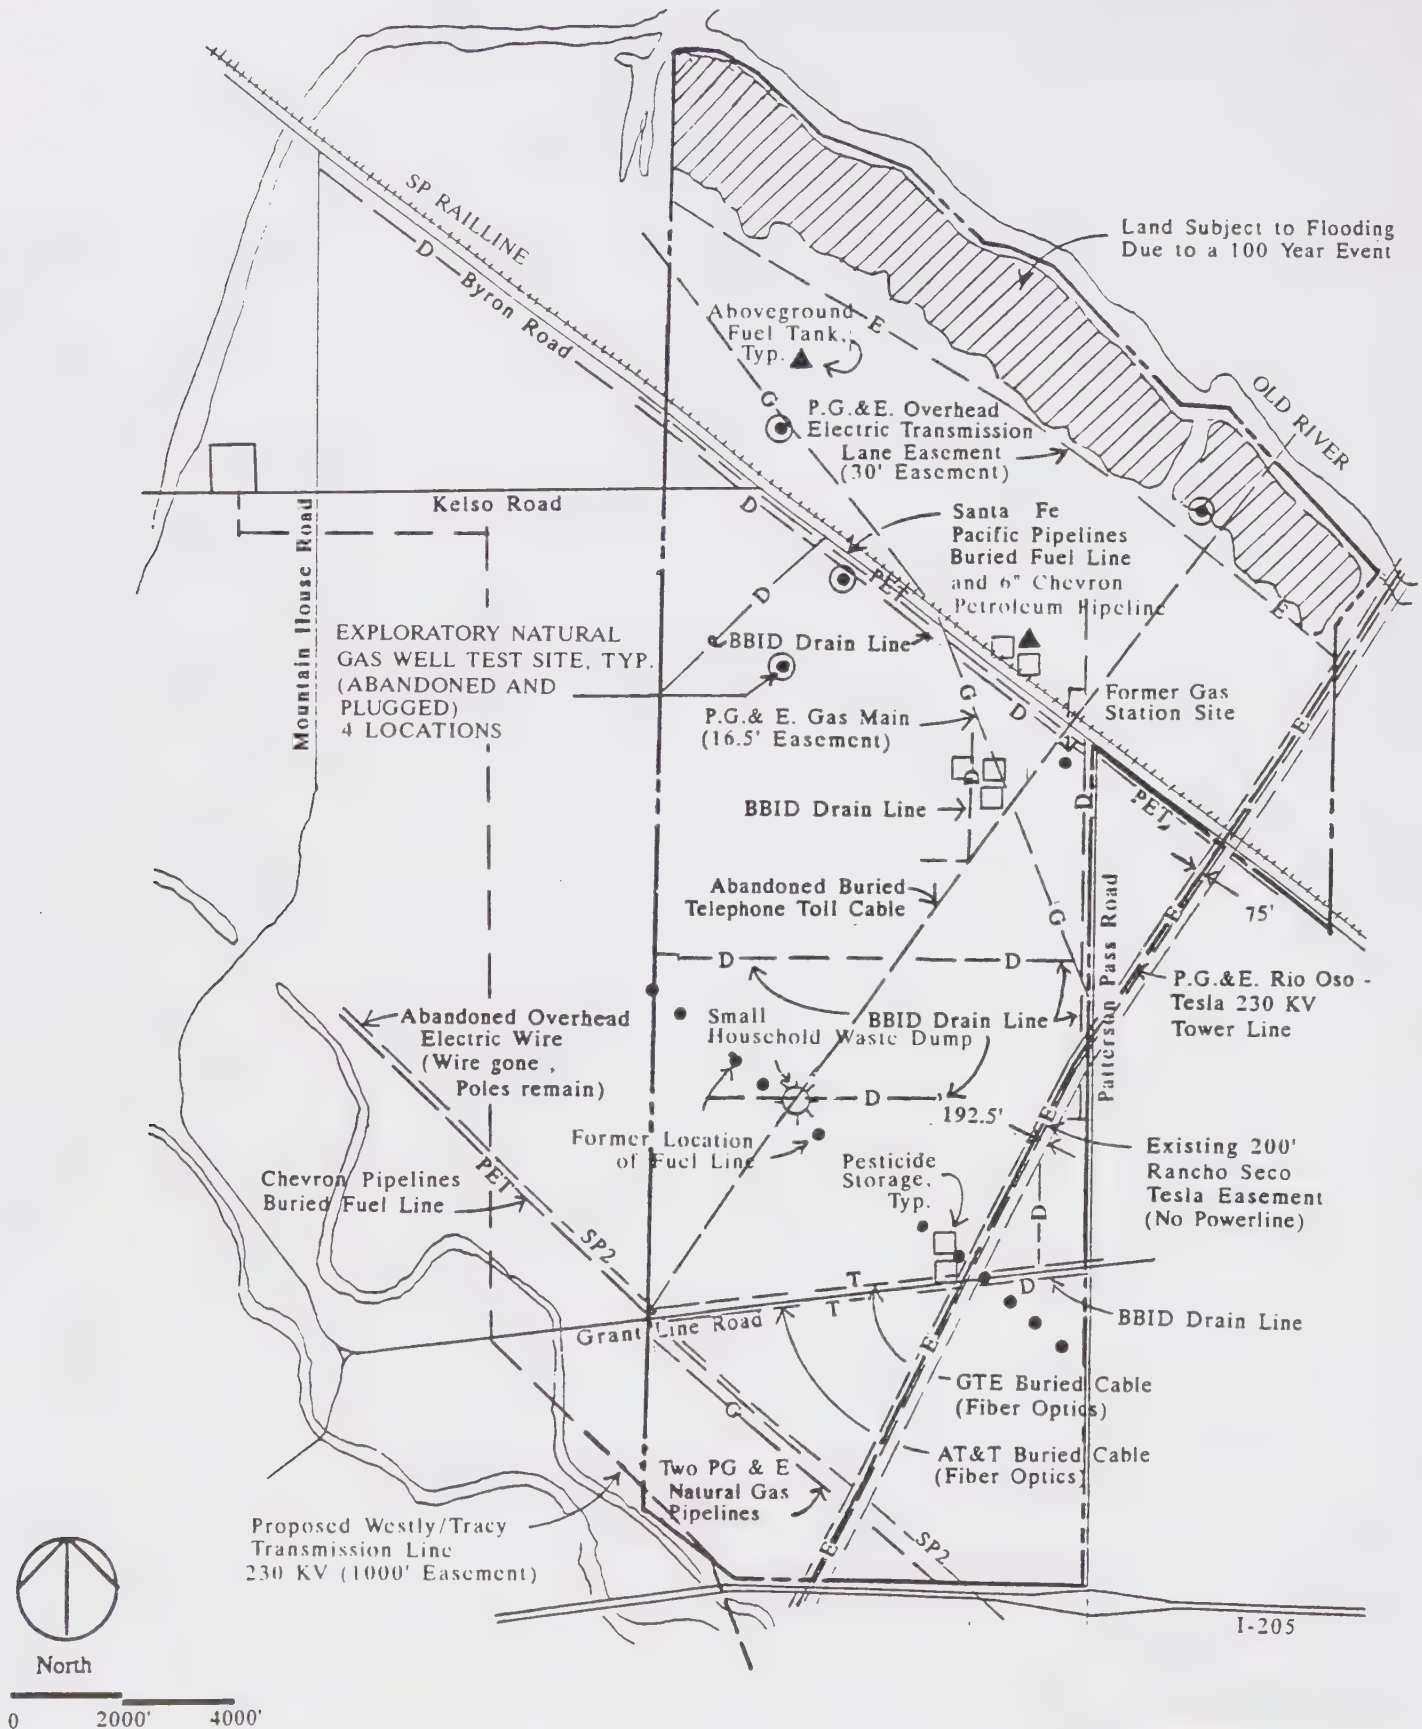 SP RAILLINE
D
Byron Road
Land Subject to Flooding
Due to a 100 Year Event
Aboveground
Fuel Tank,
Typ.
E
G
OLD RIVER
P.G.&E. Overhead
Electric Transmission
Lane Easement
(30' Easement)
Kelso Road
D
Mountain House Road
Santa Fe
Pacific Pipelines
Buried Fuel Line
and 6" Chevron
Petroleum Pipeline
PET
D
E
EXPLORATORY NATURAL
GAS WELL TEST SITE, TYP.
(ABANDONED AND
PLUGGED)
4 LOCATIONS
BBID Drain Line
G
D
P.G.& E. Gas Main
(16.5' Easement)
Former Gas
Station Site
T
E
D
BBID Drain Line
D
PET
Abandoned Buried
Telephone Toll Cable
G
Patterson Pass Road
E
75'
D
D
P.G.&E. Rio Oso -
Tesla 230 KV
Tower Line
Abandoned Overhead
Electric Wire
(Wire gone,
Poles remain)
Small
Household Waste Dump
BBID Drain Line
D
192.5'
E
Former Location
of Fuel Line
Pesticide
Storage,
Typ.
Existing 200'
Rancho Seco
Tesla Easement
(No Powerline)
Chevron Pipelines
Buried Fuel Line
PET
SP2
D
T
T
D
Grant Line Road
BBID Drain Line
E
GTE Buried Cable
(Fiber Optics)
G
AT&T Buried Cable
(Fiber Optics)
Two PG & E
Natural Gas
Pipelines
Proposed Westly/Tracy
Transmission Line
230 KV (1000' Easement)
E
SP2
I-205
North
0 2000' 4000'